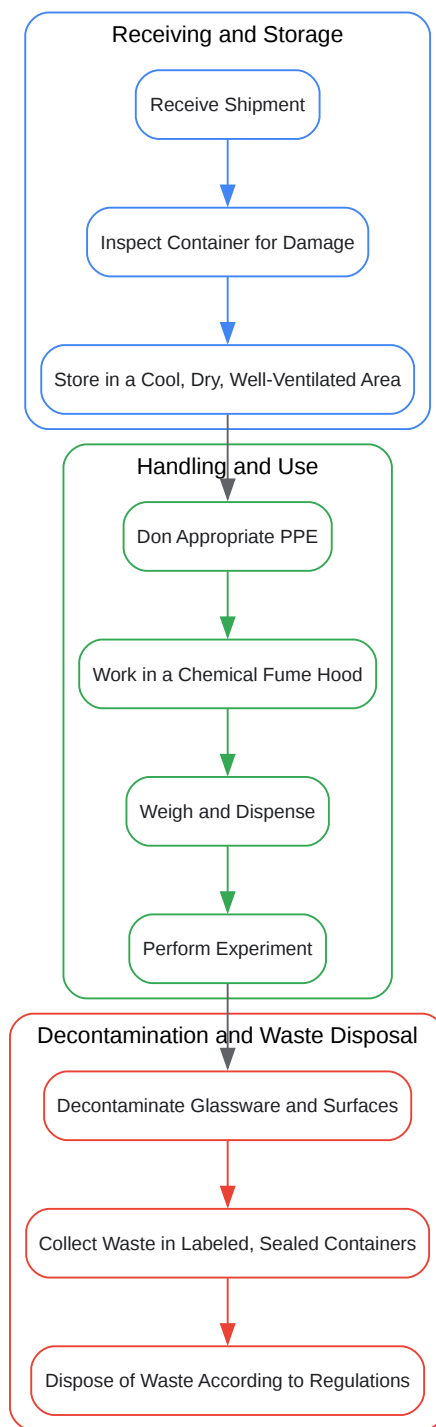 Receiving and Storage
Receive Shipment
Inspect Container for Damage
Store in a Cool, Dry, Well-Ventilated Area
Handling and Use
Don Appropriate PPE
Work in a Chemical Fume Hood
Weigh and Dispense
Perform Experiment
Decontamination and Waste Disposal
Decontaminate Glassware and Surfaces
Collect Waste in Labeled, Sealed Containers
Dispose of Waste According to Regulations